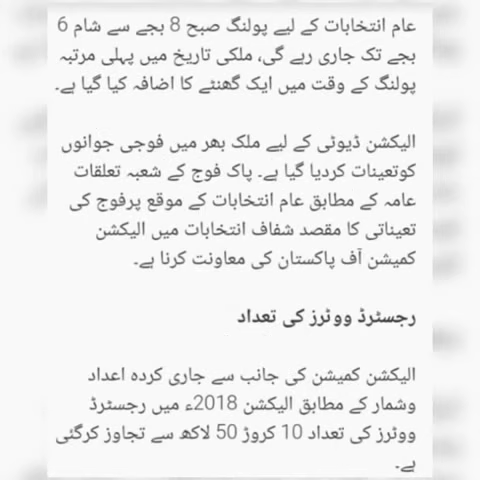 عام انتخابات کے لیے پولنگ صبح 8 بجے سے شام 6
بجے تک جاری رہے گی، ملکی تاریخ میں پہلی مرتبہ
پولنگ کے وقت میں ایک گھنٹے کا اضافہ کیا گیا ہے۔
الیکشن ڈیوٹی کے لیے ملک بھر میں فوجی جوانوں
کوتعینات کردیا گیا ہے۔ پاک فوج کے شعبہ تعلقات
عامہ کے مطابق عام انتخابات کے موقع پرفوج کی
تعیناتی کا مقصد شفاف انتخابات میں الیکشن
کمیشن آف پاکستان کی معاونت کرنا ہے۔
رجسٹرڈ ووٹرز کی تعداد
الیکشن کمیشن کی جانب سے جاری کردہ اعداد
وشمار کے مطابق الیکشن 2018ء میں رجسٹرڈ
ووٹرز کی تعداد 10 کروڑ 50 لاکھ سے تجاوز کرگئی
ہے۔